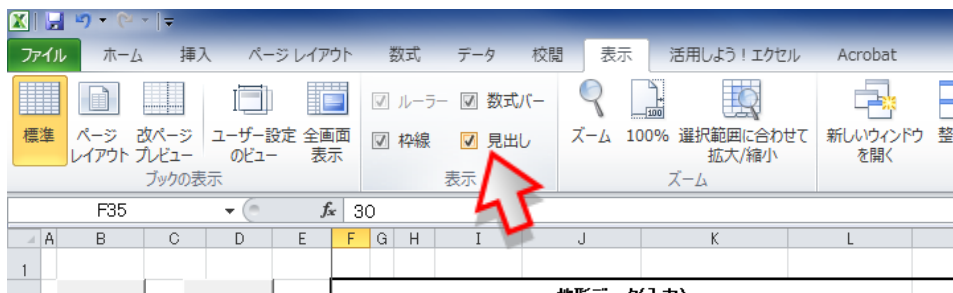 ファイル ホーム 挿入 ページ レイアウト 数式 データ 校閲 表示 活用しよう！エクセル Acrobat
ルーラー 数式バー
100
標準 ページ レイアウト 改ページ プレビュー ユーザー設定 のビュー 全画面 表示 枠線 見出し ズーム 100% 選択範囲に合わせて 拡大/縮小 新しいウィンドウ を開く 整
ブックの表示 表示 ズーム
F35 fx 30
A B C D E F G H I J K L
1